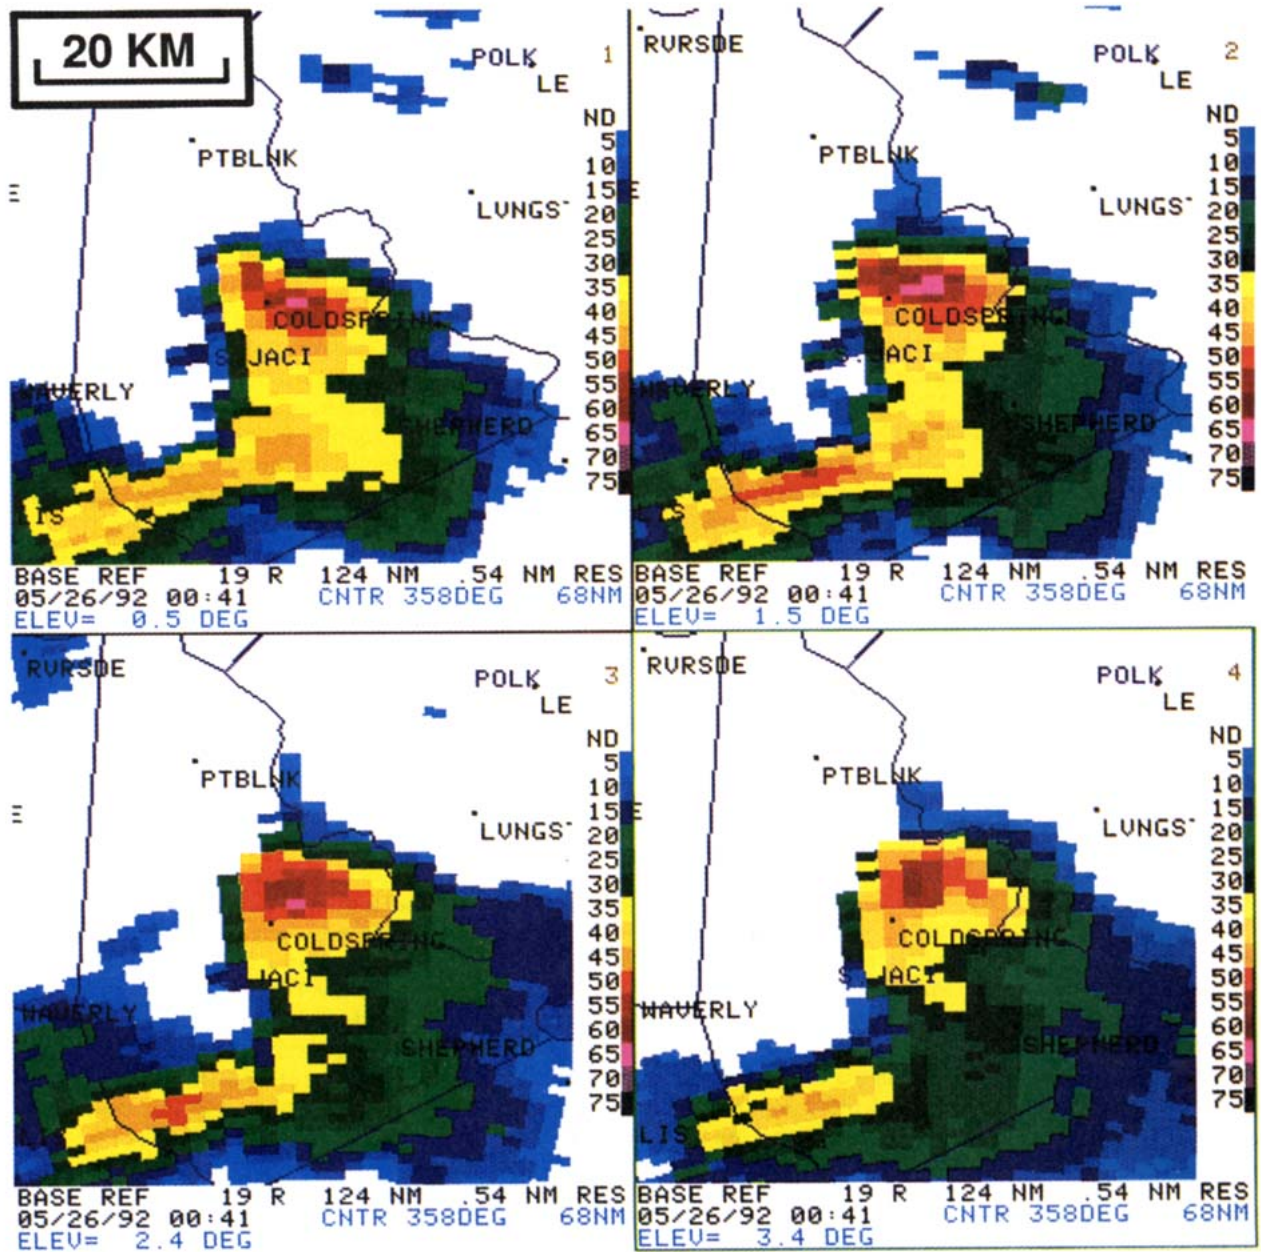 20 KM
POLK
1
LE
ND
5
PTBLNK
10
15
E
20
LVNGS
25
30
35
40
COLDSPRING
45
S.JACI
50
55
WAVERLY
60
SHEPHERD
65
70
75
LIS
BASE REF 19 R 124 NM .54 NM RES
05/26/92 00:41 CNTR 358DEG 68NM
ELEV= 0.5 DEG
RVRSDE
POLK
2
LE
ND
5
PTBLNK
10
15
E
20
LVNGS
25
30
35
40
COLDSPRING
45
S.JACI
50
55
WAVERLY
60
SHEPHERD
65
70
75
S
BASE REF 19 R 124 NM .54 NM RES
05/26/92 00:41 CNTR 358DEG 68NM
ELEV= 1.5 DEG
RVRSDE
POLK
3
LE
ND
5
PTBLNK
10
15
E
20
LVNGS
25
30
35
40
COLDSPRING
45
JACI
50
55
WAVERLY
60
SHEPHERD
65
70
75
LIS
BASE REF 19 R 124 NM .54 NM RES
05/26/92 00:41 CNTR 358DEG 68NM
ELEV= 2.4 DEG
RVRSDE
POLK
4
LE
ND
5
PTBLNK
10
15
E
20
LVNGS
25
30
35
40
COLDSPRING
45
S.JACI
50
55
WAVERLY
60
SHEPHERD
65
70
75
LIS
BASE REF 19 R 124 NM .54 NM RES
05/26/92 00:41 CNTR 358DEG 68NM
ELEV= 3.4 DEG